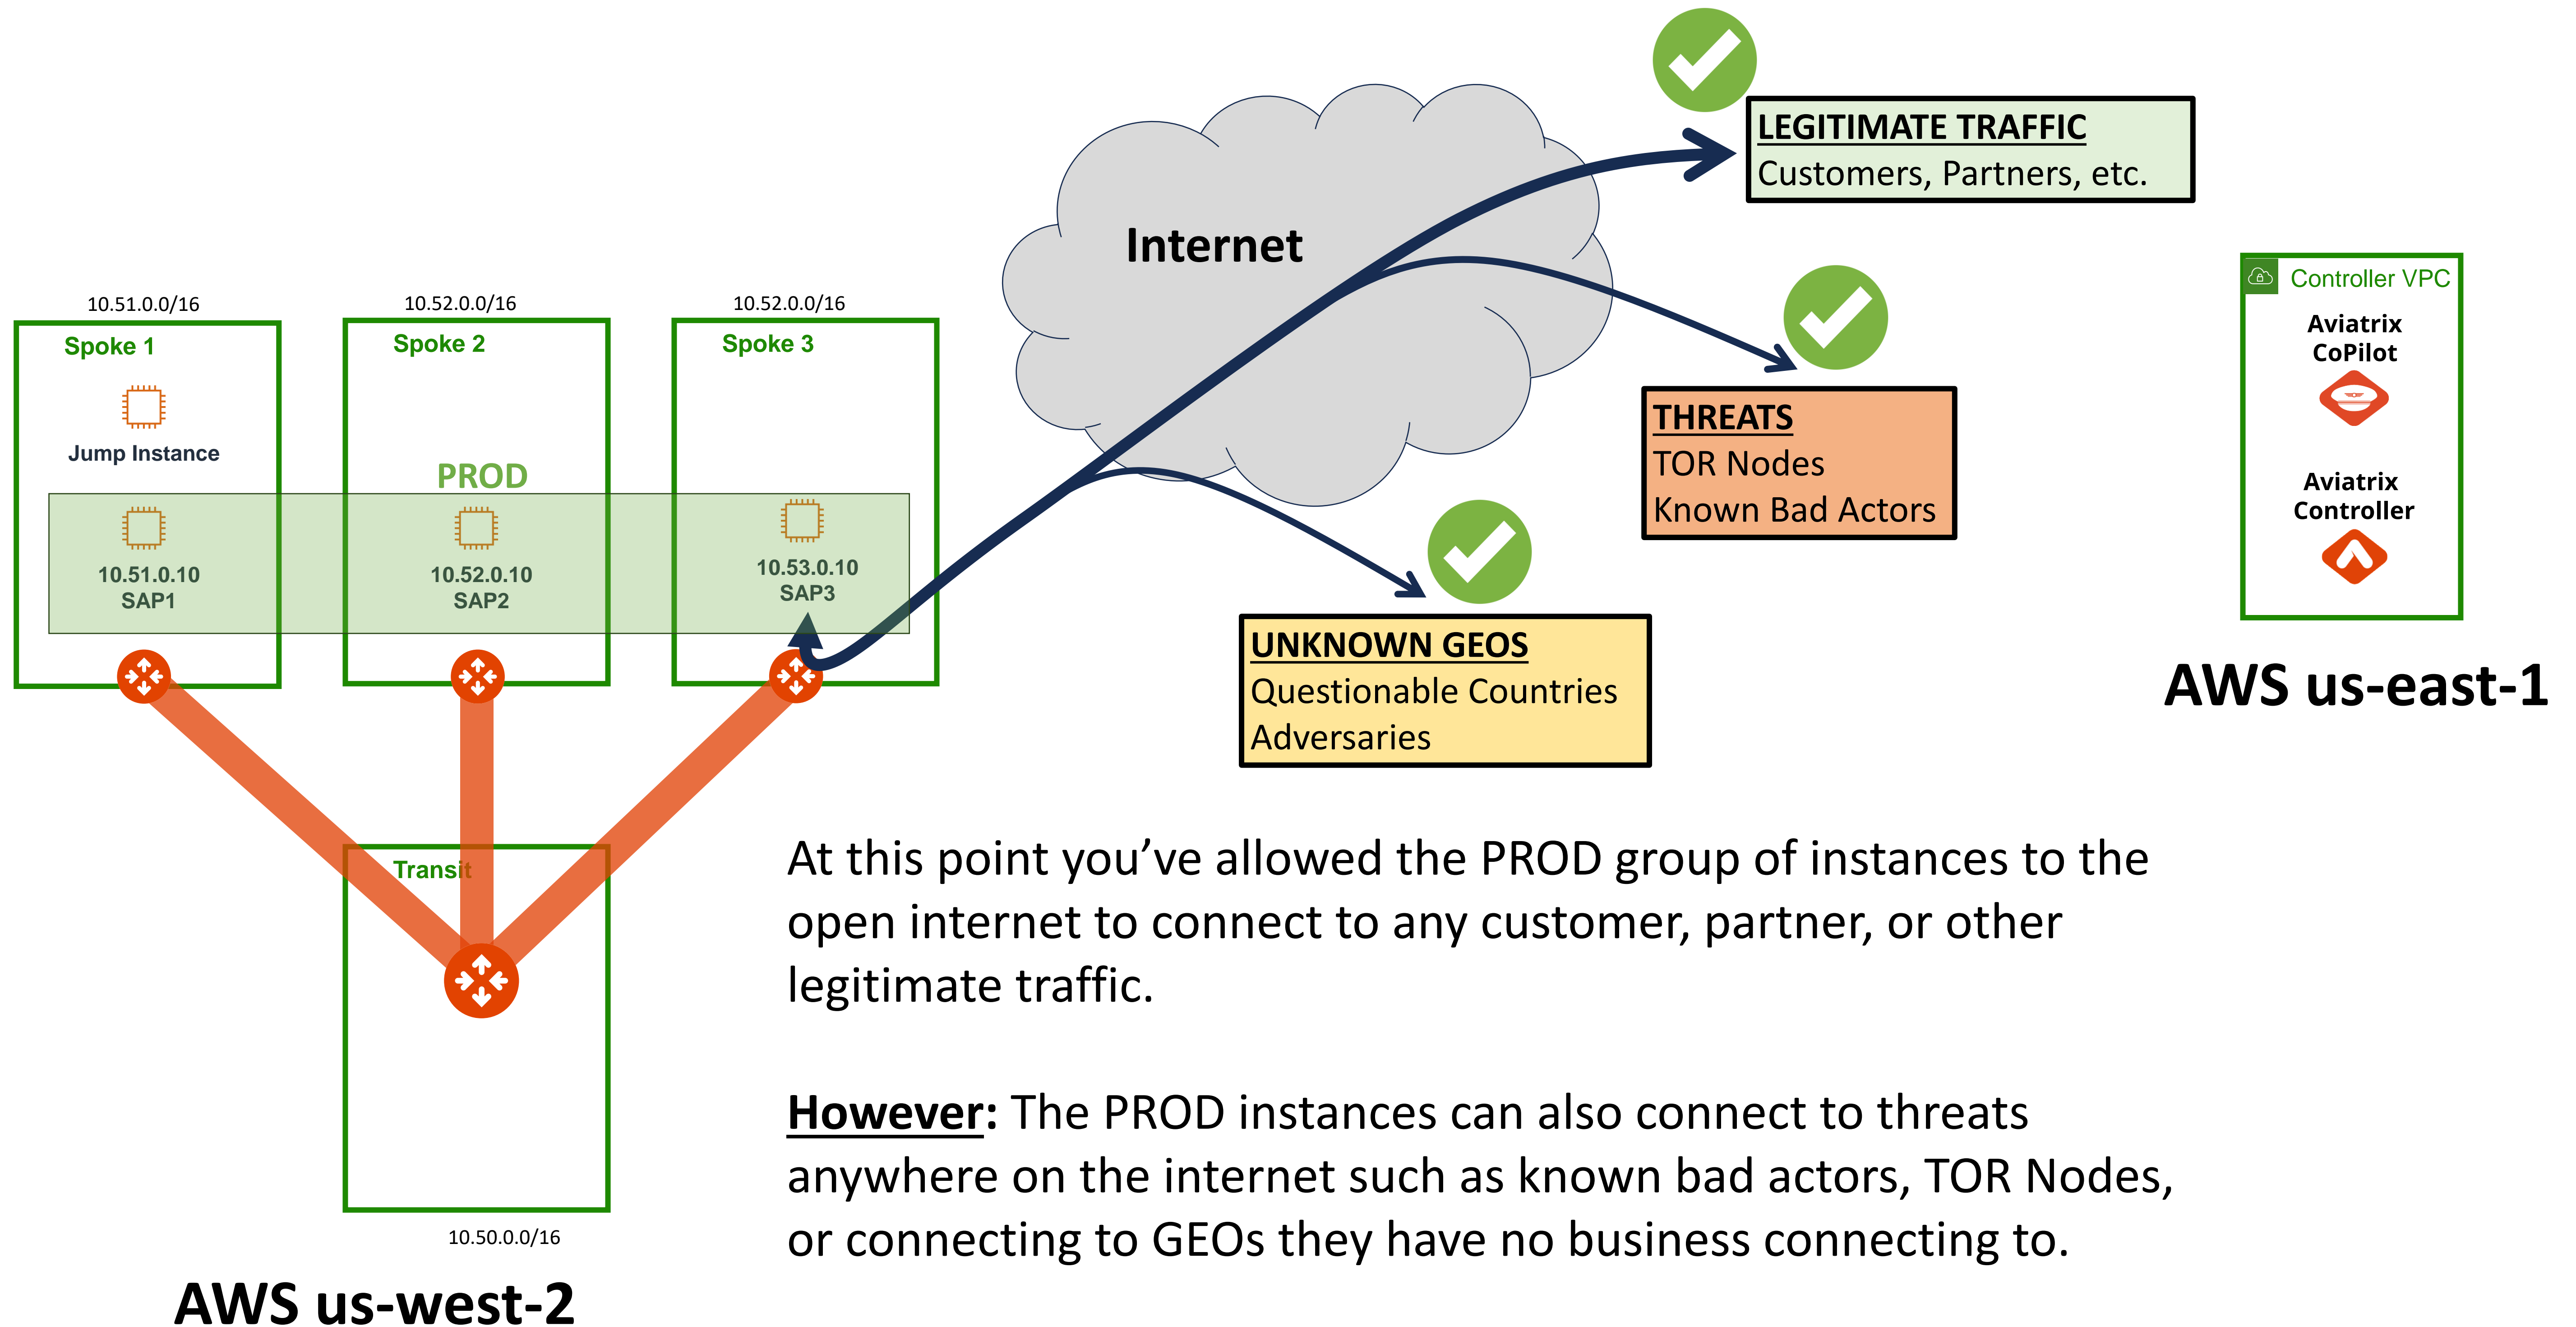 LEGITIMATE TRAFFIC
Customers, Partners, etc.
Internet
Controller VPC
Aviatrix
CoPilot
Aviatrix
Controller
AWS us-east-1
10.51.0.0/16
10.52.0.0/16
10.52.0.0/16
Spoke 1
Spoke 2
Spoke 3
Jump Instance
PROD
10.51.0.10
SAP1
10.52.0.10
SAP2
10.53.0.10
SAP3
THREATS
TOR Nodes
Known Bad Actors
UNKNOWN GEOS
Questionable Countries
Adversaries
Transit
10.50.0.0/16
AWS us-west-2
At this point you’ve allowed the PROD group of instances to the
open internet to connect to any customer, partner, or other
legitimate traffic.
However: The PROD instances can also connect to threats
anywhere on the internet such as known bad actors, TOR Nodes,
or connecting to GEOs they have no business connecting to.